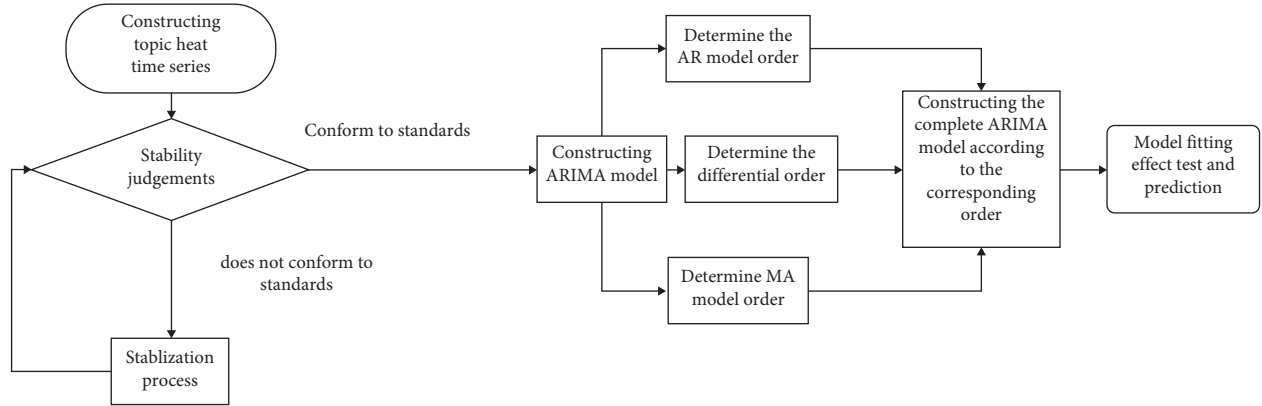 Constructing
topic heat
time series
Stability
judgements
Conform to standards
does not conform to
standards
Stablization
process
Constructing
ARIMA model
Determine the
AR model order
Determine the
differential order
Determine MA
model order
Constructing the
complete ARIMA
model according
to the
corresponding
order
Model fitting
effect test and
prediction